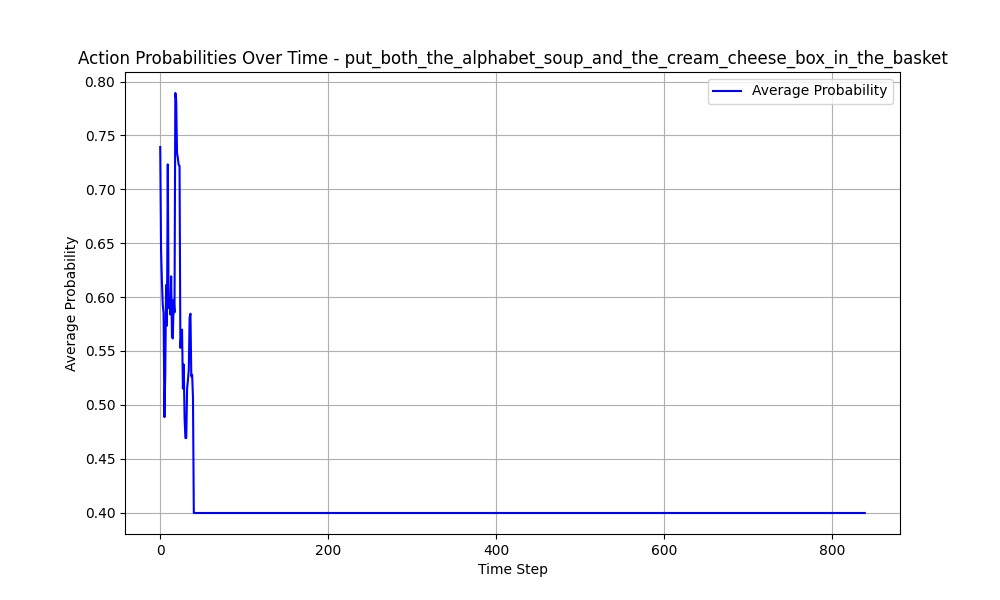 Action Probabilities Over Time - put_both_the_alphabet_soup_and_the_cream_cheese_box_in_the_basket
0.80
Average Probability
0.75
0.70
0.65
0.60
0.55
0.50
0.45
0.40
Average Probability
0 200 400 600 800
Time Step